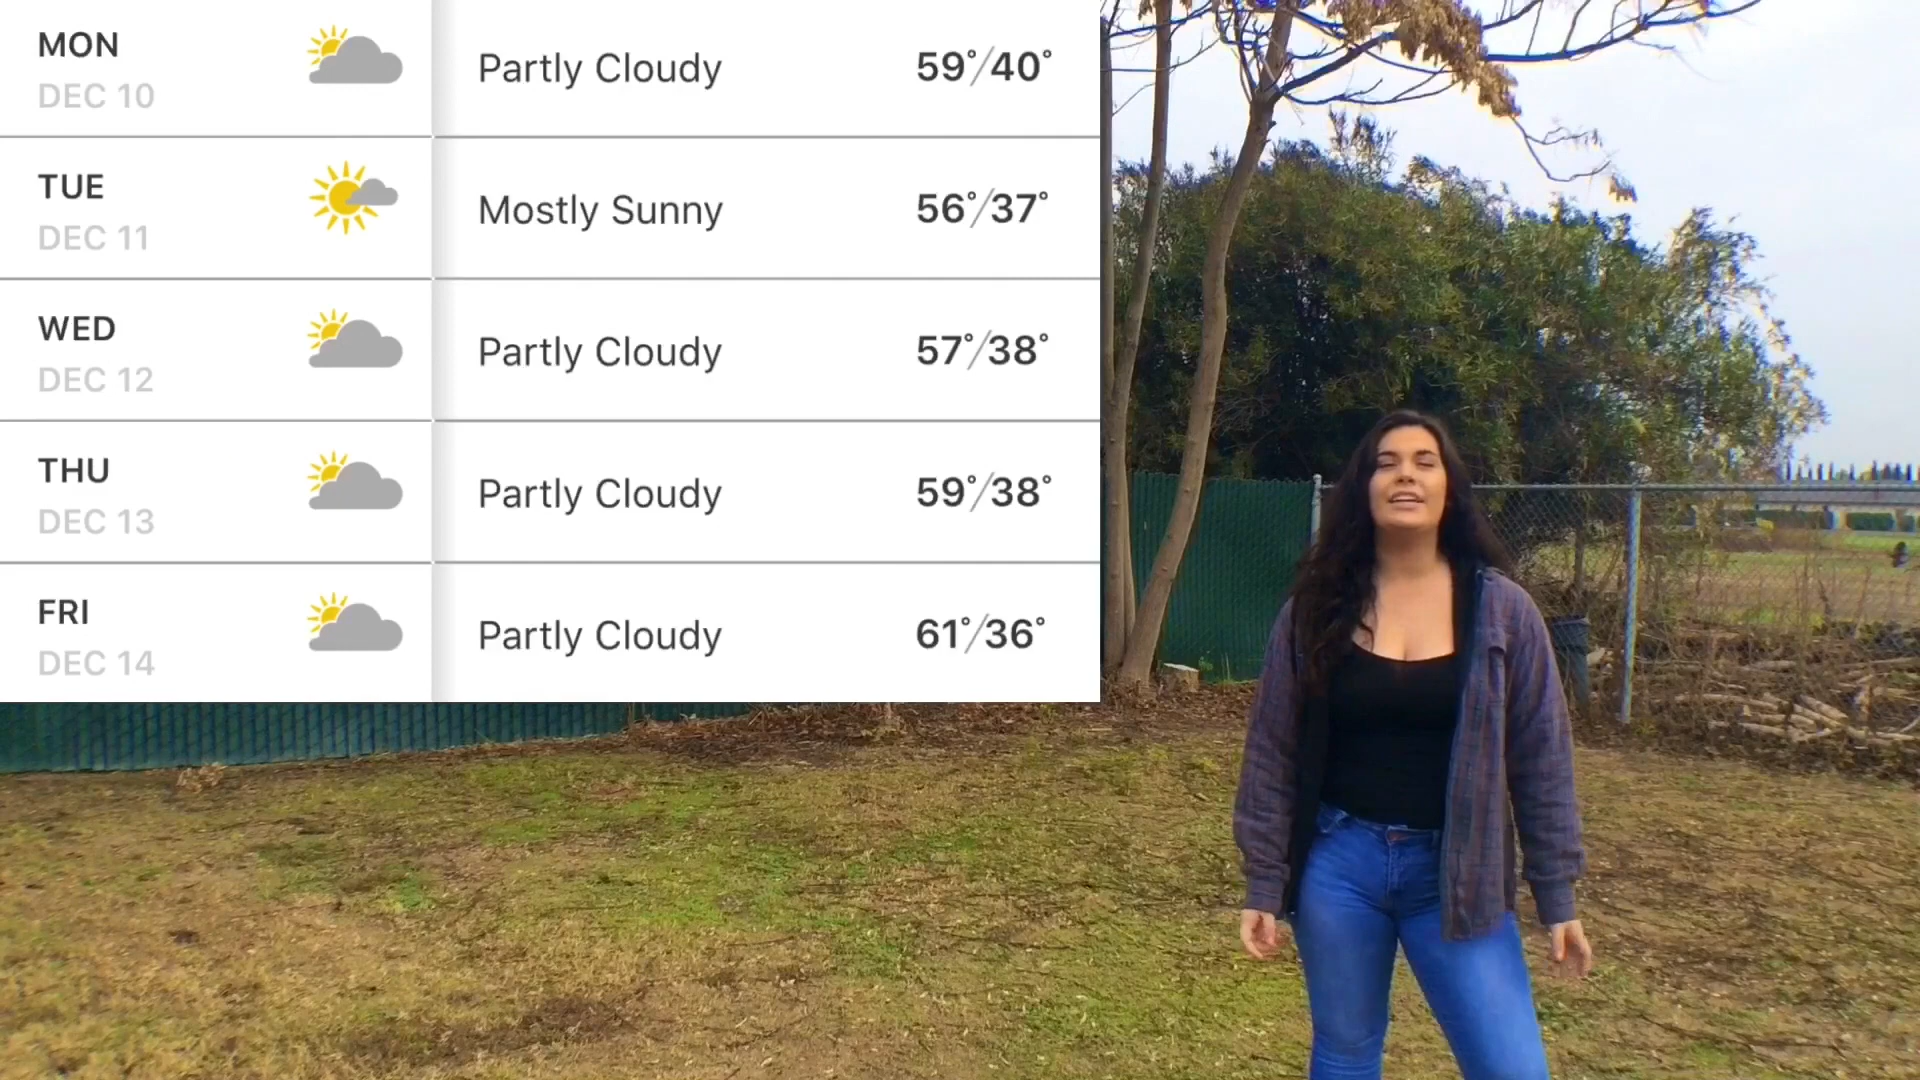 MON
DEC 10
Partly Cloudy 59°/40°
TUE
DEC 11
Mostly Sunny 56°/37°
WED
DEC 12
Partly Cloudy 57°/38°
THU
DEC 13
Partly Cloudy 59°/38°
FRI
DEC 14
Partly Cloudy 61°/36°